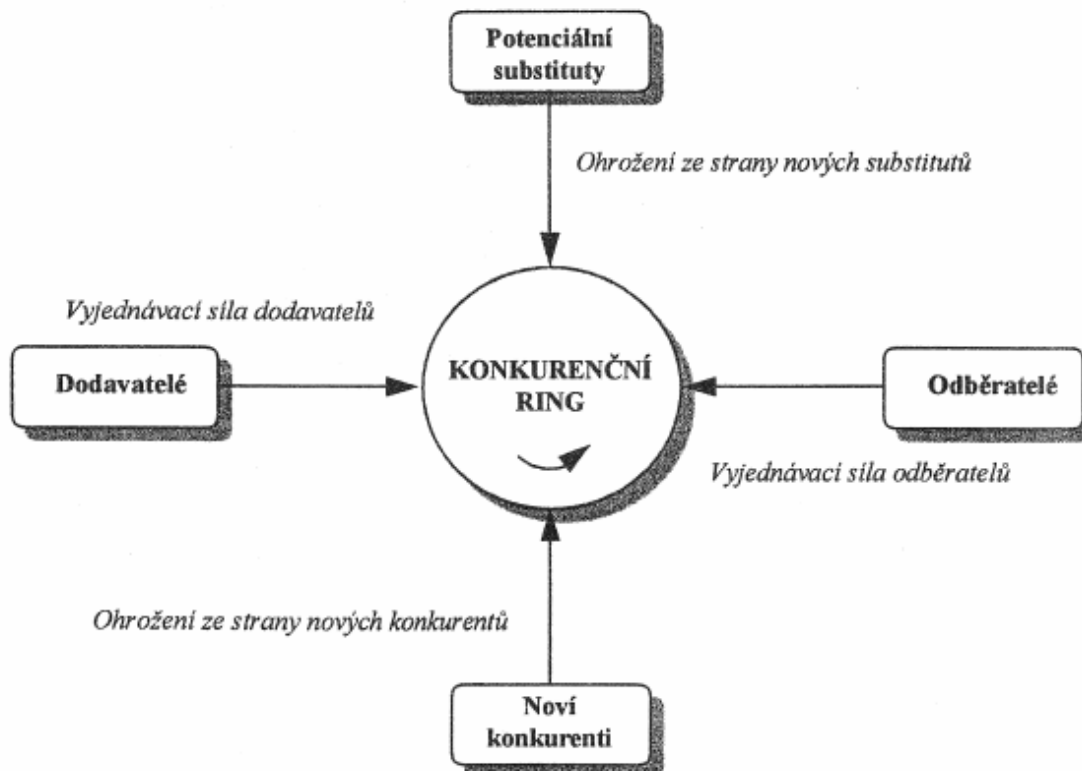 Potenciální
substituty
Ohrožení ze strany nových substitutů
Vyjednávací síla dodavatelů
Dodavatelé
KONKURENČNÍ
RING
Odběratelé
Vyjednávací síla odběratelů
Ohrožení ze strany nových konkurentů
Noví
konkurenti